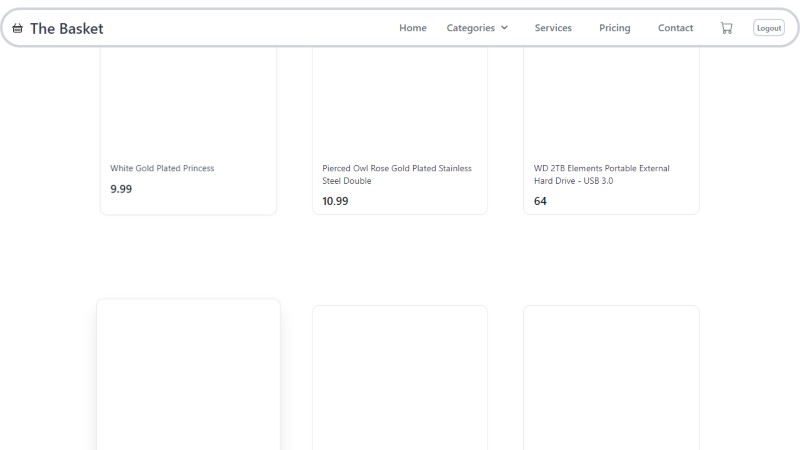 The Basket
Home
Categories
Services
Pricing
Contact
Logout
White Gold Plated Princess
9.99
Pierced Owl Rose Gold Plated Stainless
Steel Double
10.99
WD 2TB Elements Portable External
Hard Drive - USB 3.0
64